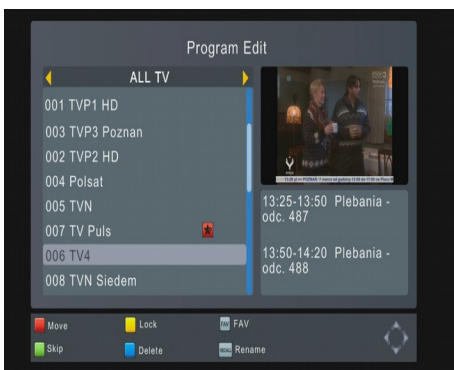 Program Edit
ALL TV
001 TVP1 HD
003 TVP3 Poznan
002 TVP2 HD
004 Polsat
005 TVN
007 TV Puls
006 TV4
008 TVN Siedem
13:25-13:50 Plebania -
odc. 487
13:50-14:20 Plebania -
odc. 488
Move
Lock
FAV FAV
Skip
Delete
RECALL Rename